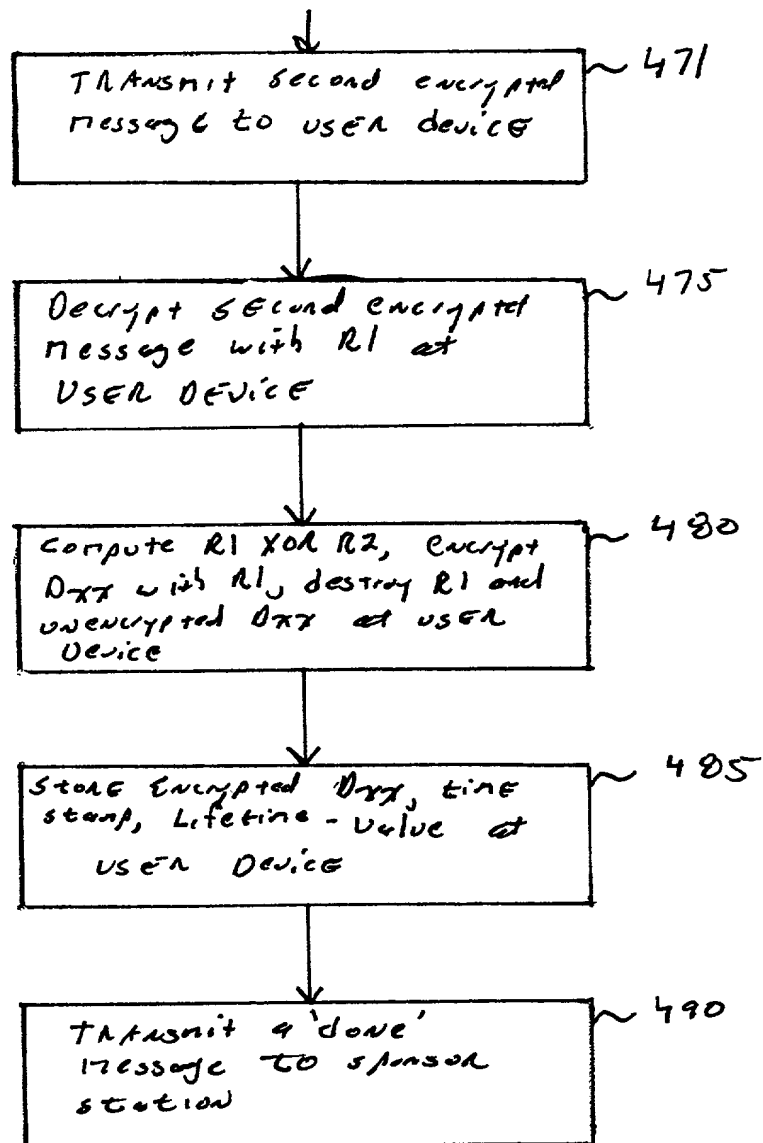 TRANSmit second encrypted
message to USER device
471
Decrypt SECond encrypted
message with R1 at
USER DEVICE
475
Compute R1 XOR R2, encrypt
Dxx with R1, destroy R1 and
unencrypted Dxx at USER
Device
480
STORE Encrypted Dxx, time
stamp, Lifetime-value at
USER Device
485
TRANsmit a 'done'
Message TO sponsor
station
490